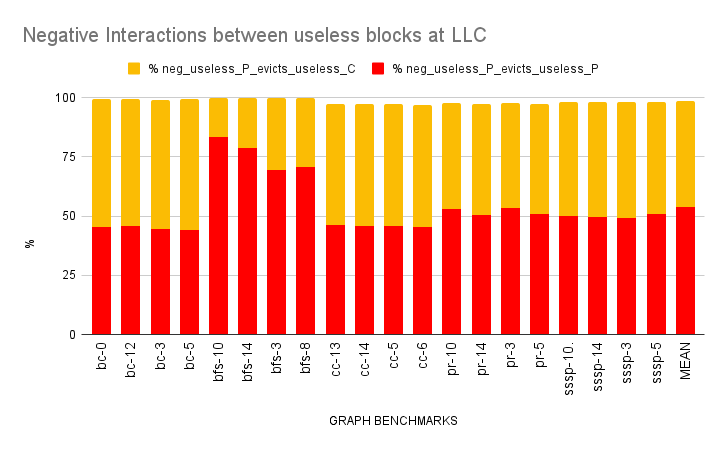 Negative Interactions between useless blocks at LLC
% neg_useless_P_evicts_useless_C
% neg_useless_P_evicts_useless_P
100
75
50
25
0
%
bc-0
bc-12
bc-3
bc-5
bfs-10
bfs-14
bfs-3
bfs-8
cc-13
cc-14
cc-5
cc-6
pr-10
pr-14
pr-3
pr-5
sssp-10.
sssp-14
sssp-3
sssp-5
MEAN
GRAPH BENCHMARKS